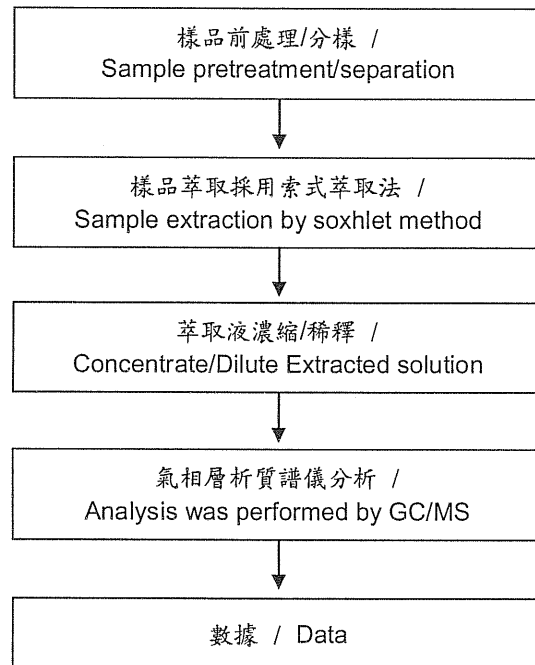 樣品前處理/分樣 /
Sample pretreatment/separation
樣品萃取採用索式萃取法 /
Sample extraction by soxhlet method
萃取液濃縮/稀釋 /
Concentrate/Dilute Extracted solution
氣相層析質譜儀分析 /
Analysis was performed by GC/MS
數據 / Data